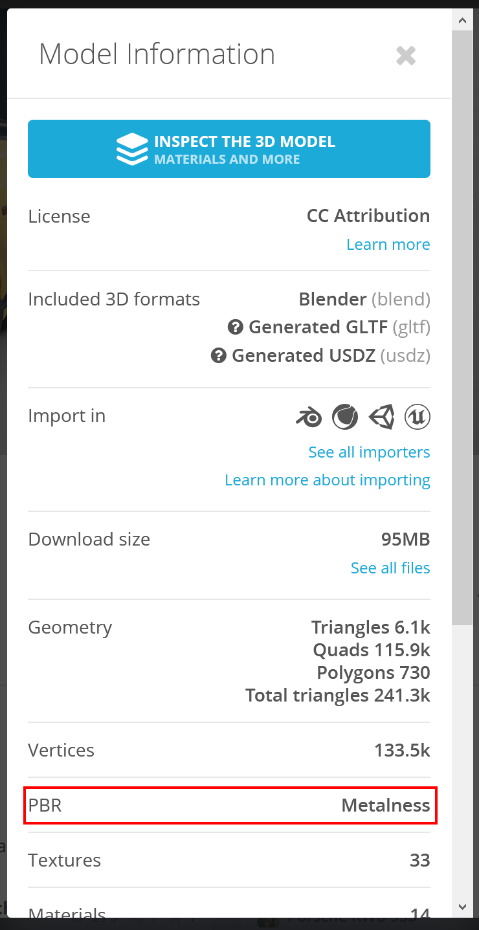 Model Information
INSPECT THE 3D MODEL
MATERIALS AND MORE
License CC Attribution
Learn more
Included 3D formats Blender (blend)
Generated GLTF (gltf)
Generated USDZ (usdz)
Import in
See all importers
Learn more about importing
Download size 95MB
See all files
Geometry Triangles 6.1k
Quads 115.9k
Polygons 730
Total triangles 241.3k
Vertices 133.5k
PBR Metalness
Textures 33
Materials 14